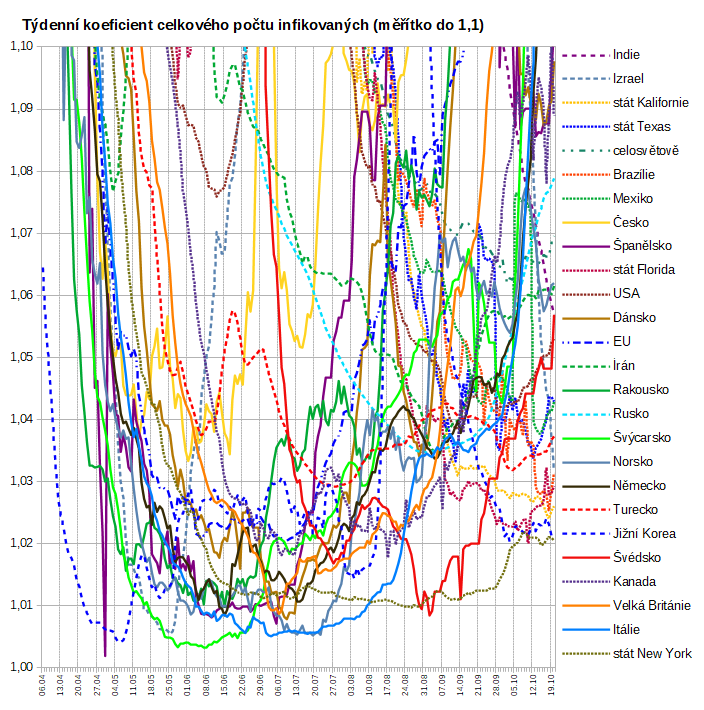 Týdenní koeficient celkového počtu infikovaných (měřítko do 1,1)
1,10
1,09
1,08
1,07
1,06
1,05
1,04
1,03
1,02
1,01
1,00
06.04
13.04
20.04
27.04
04.05
11.05
18.05
25.05
01.06
08.06
15.06
22.06
29.06
06.07
13.07
20.07
27.07
03.08
10.08
17.08
24.08
31.08
07.09
14.09
21.09
28.09
05.10
12.10
19.10
Indie
Izrael
stát Kalifornie
stát Texas
celosvětově
Brazílie
Mexiko
Česko
Španělsko
stát Florida
USA
Dánsko
EU
Írán
Rakousko
Rusko
Švýcarsko
Norsko
Německo
Turecko
Jižní Korea
Švédsko
Kanada
Velká Británie
Itálie
stát New York